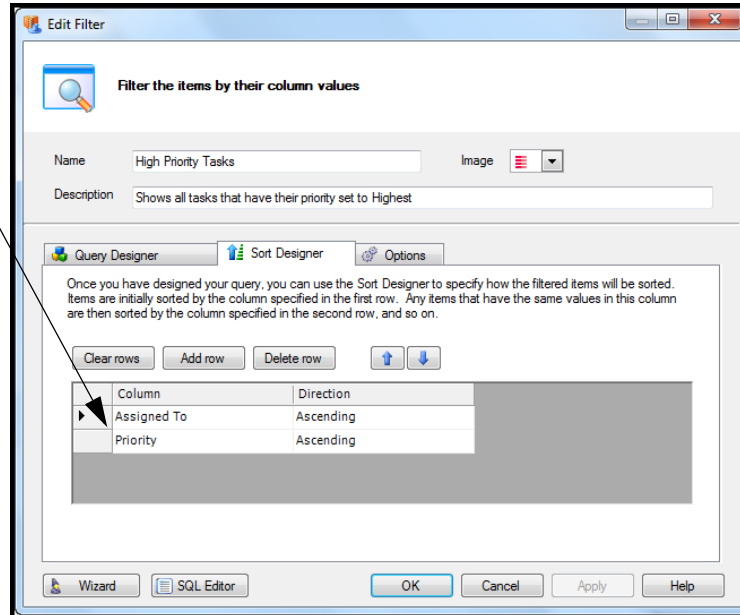 Edit Filter
Filter the items by their column values
Name High Priority Tasks Image
Description Shows all tasks that have their priority set to Highest
Query Designer Sort Designer Options
Once you have designed your query, you can use the Sort Designer to specify how the filtered items will be sorted.
Items are initially sorted by the column specified in the first row. Any items that have the same values in this column
are then sorted by the column specified in the second row, and so on.
Clear rows Add row Delete row
Column Direction
Assigned To Ascending
Priority Ascending
Wizard SQL Editor OK Cancel Apply Help